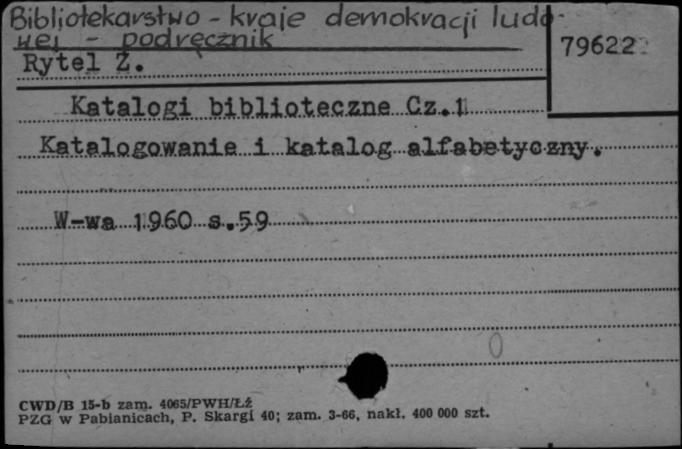 Bibliotekarstwo - kraje demokracji ludo-
wej - podręcznik
79622
Rytel Z.
Katalogi biblioteczne Cz.1
Katalogowanie i katalog alfabetyczny.
W-wa 1960 s.59
0
CWD/B 15-b zam. 4065/PWH/Łż
PZG w Pabianicach, P. Skargi 40; zam. 3-66, nakł. 400 000 szt.